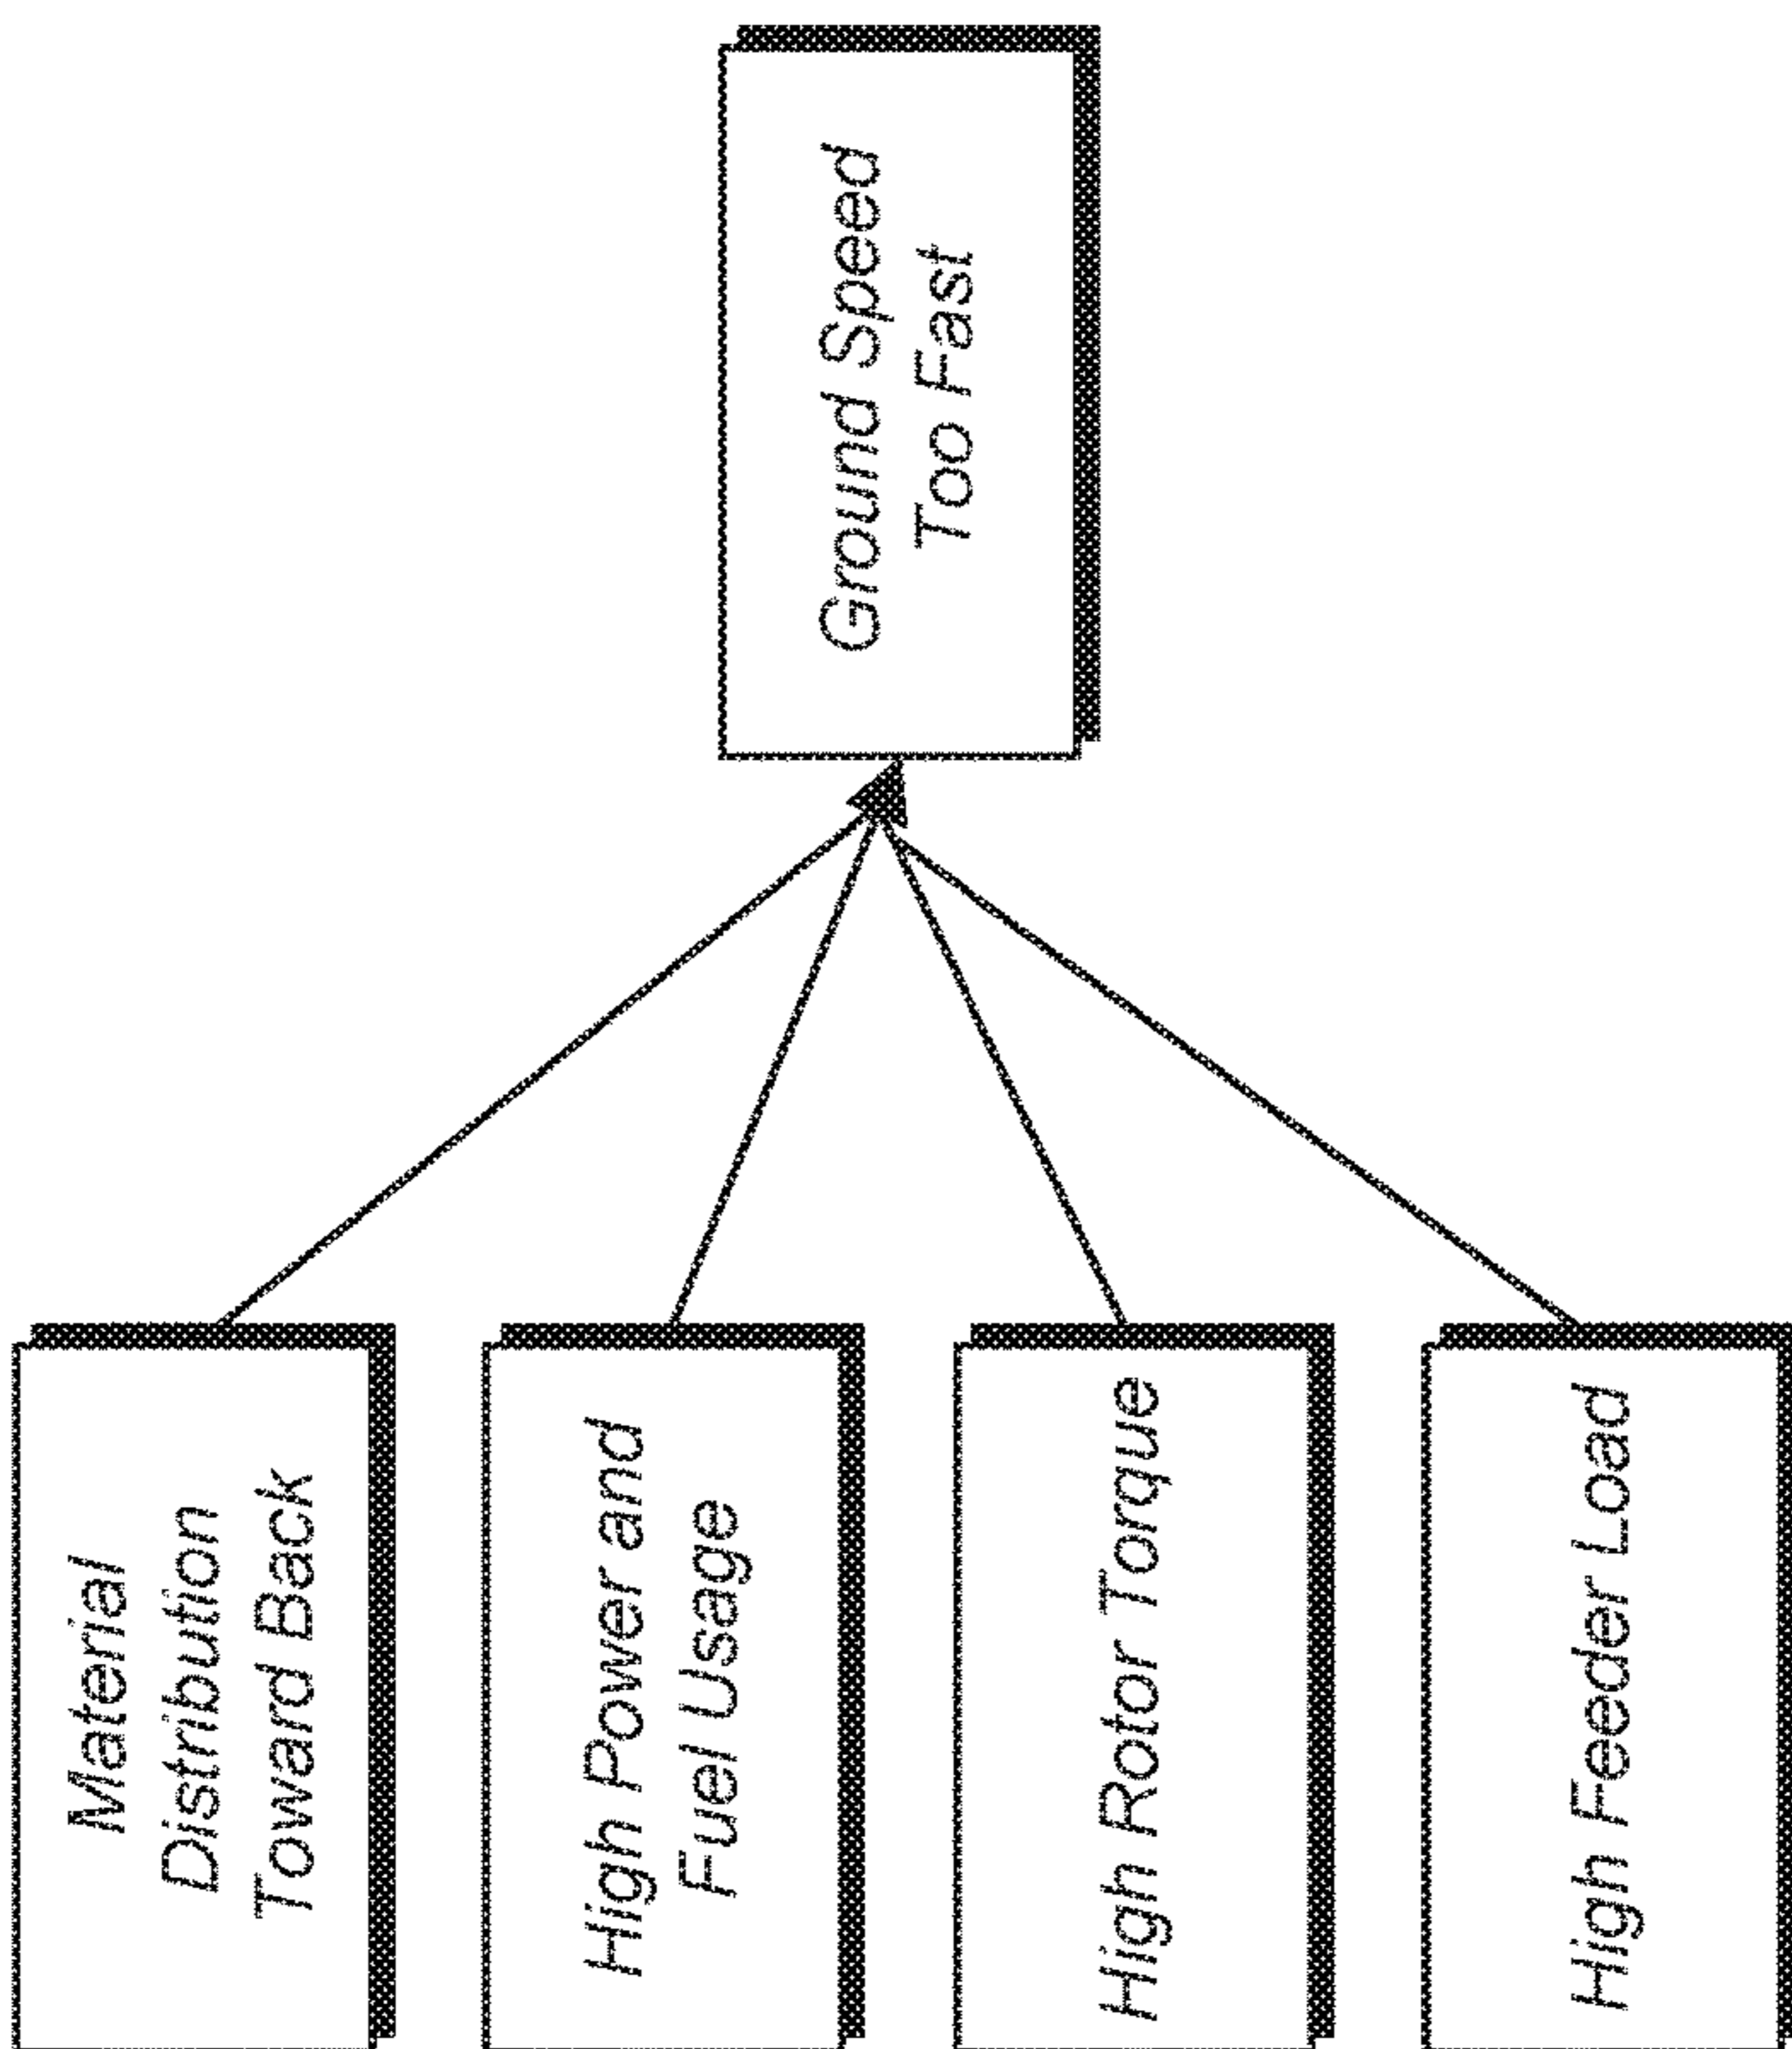 Material
Distribution
Toward Back
High Power and
Fuel Usage
High Rotor Torque
High Feeder Load
Ground Speed
Too Fast